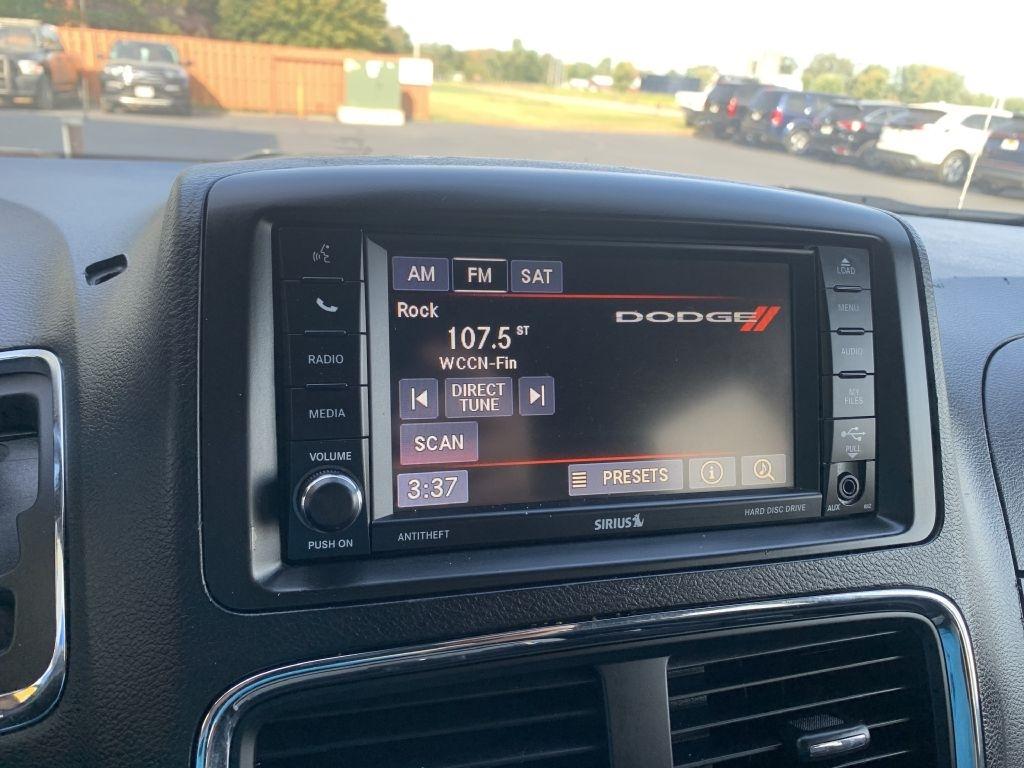 AM FM SAT
Rock
DODGE
107.5 ST
WCCN-Fin
DIRECT
TUNE
SCAN
3:37
PRESETS
RADIO
MEDIA
VOLUME
PUSH ON
ANTITHEFT
SIRIUS
HARD DISC DRIVE
LOAD
MENU
AUDIO
MY
FILES
PULL
AUX